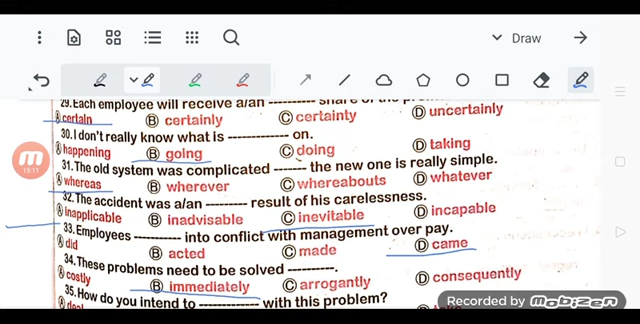 Draw
29.Each employee will receive a/an ---------- share of the
A certain B certainly C certainty D uncertainly
30.I don't really know what is ------------- on.
A happening B going C doing D taking
31.The old system was complicated ------- the new one is really simple.
A whereas B wherever C whereabouts D whatever
32.The accident was a/an --------- result of his carelessness.
A inapplicable B inadvisable C inevitable D incapable
33.Employees ----------- into conflict with management over pay.
A did B acted C made D came
34.These problems need to be solved -----------.
A costly B immediately C arrogantly D consequently
35.How do you intend to ------------- with this problem?
19:11
Recorded by mobizen